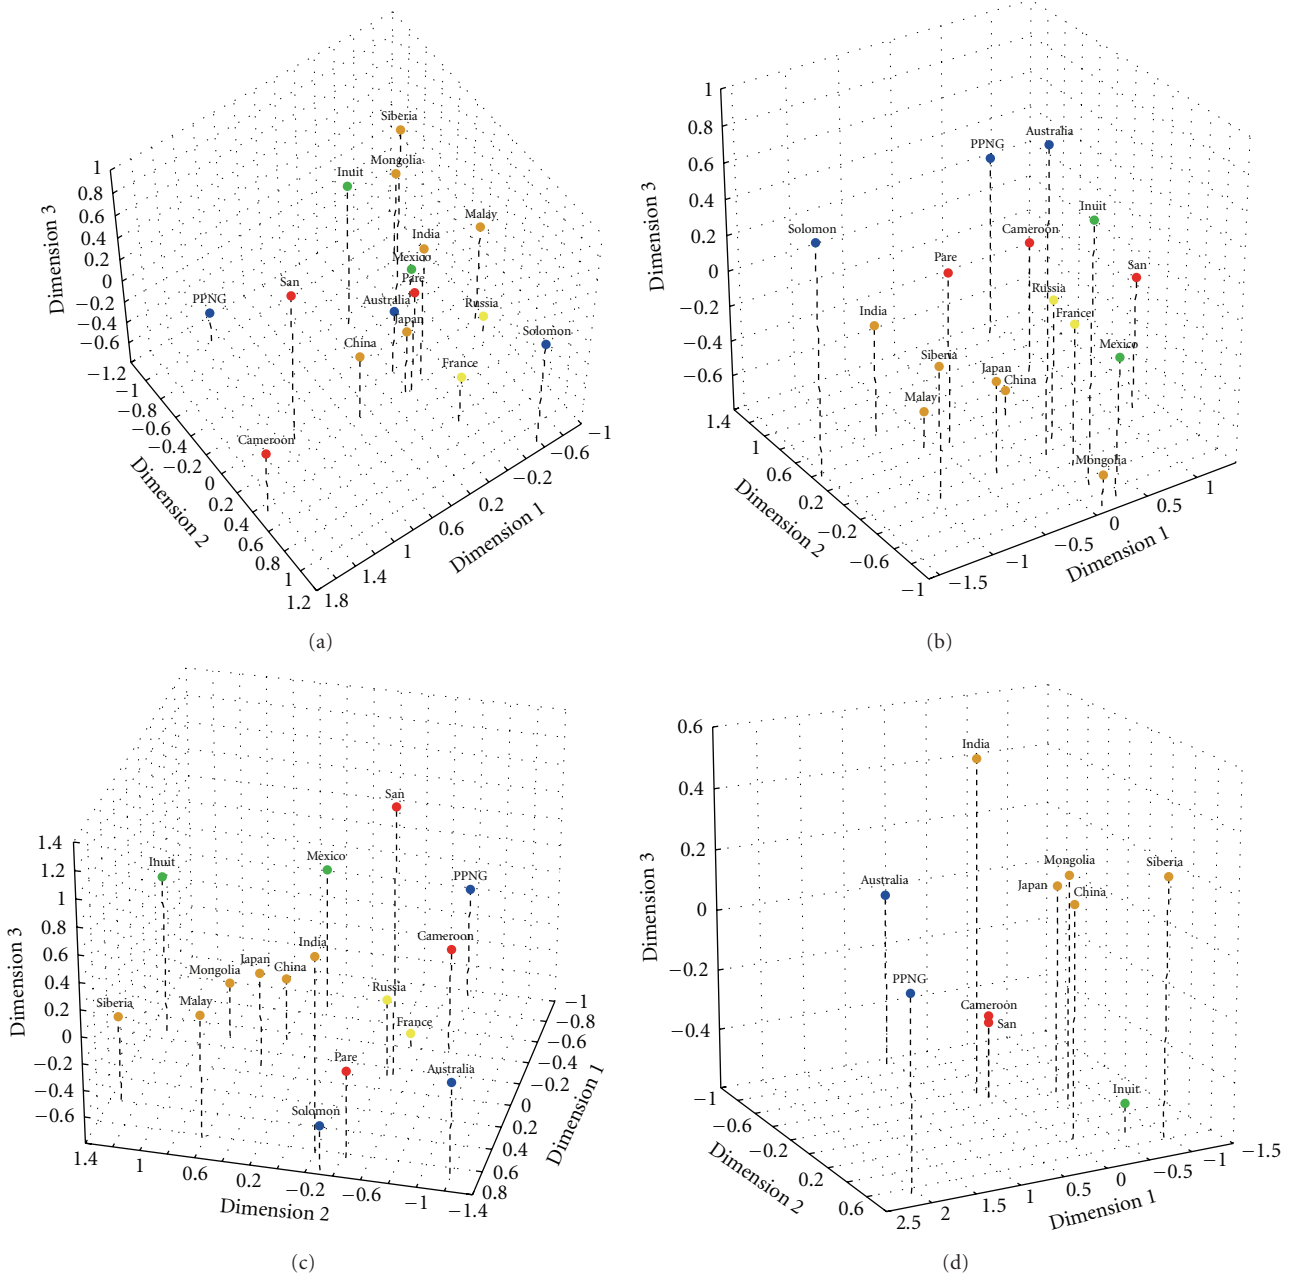 Siberia
Mongolia
Inuit
Malay
India
Mexico
Pare
San
PPNG
Australia
Russia
Japan
Solomon
China
France
Cameroon
1
0.8
0.6
0.4
0.2
0
−0.2
−0.4
−0.6
Dimension 3
−1.2
−1
−0.8
−0.6
−0.4
−0.2
0
0.2
0.4
0.6
0.8
1
1.2
Dimension 2
1.8
1.4
1
0.6
0.2
−0.2
−0.6
−1
Dimension 1
(a)
1
0.8
0.6
0.4
0.2
0
−0.2
−0.4
−0.6
Dimension 3
Australia
PPNG
Inuit
Solomon
Cameroon
Pare
San
Russia
India
France
Mexico
Siberia
Japan
China
Malay
Mongolia
1.4
1
0.6
0.2
−0.2
−0.6
−1
Dimension 2
−1.5
−1
−0.5
0
0.5
1
Dimension 1
(b)
San
Inuit
Mexico
PPNG
Cameroon
India
Japan
China
Mongolia
Russia
Siberia
Malay
France
Pare
Australia
Solomon
1.4
1.2
1
0.8
0.6
0.4
0.2
0
−0.2
−0.4
−0.6
Dimension 3
1.4
1
0.6
0.2
−0.2
−0.6
−1
−1.4
Dimension 2
−1
−0.8
−0.6
−0.4
−0.2
0
0.2
0.4
0.6
0.8
Dimension 1
(c)
0.6
0.4
0.2
0
−0.2
−0.4
Dimension 3
India
Mongolia
Siberia
Australia
Japan
China
PPNG
Cameroon
San
Inuit
−1
−0.6
−0.2
0.2
0.6
Dimension 2
2.5
2
1.5
1
0.5
0
−0.5
−1
−1.5
Dimension 1
(d)